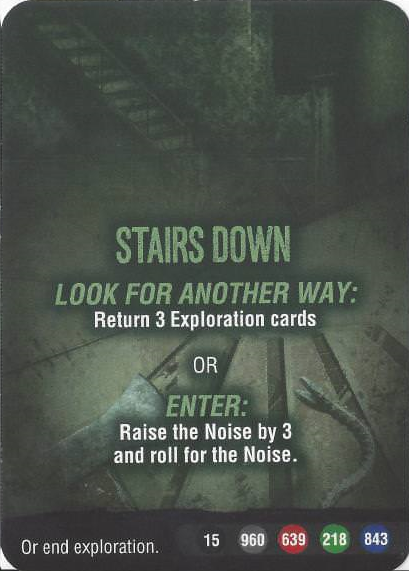 STAIRS DOWN
LOOK FOR ANOTHER WAY:
Return 3 Exploration cards
OR
ENTER:
Raise the Noise by 3
and roll for the Noise.
Or end exploration. 15 960 639 218 843